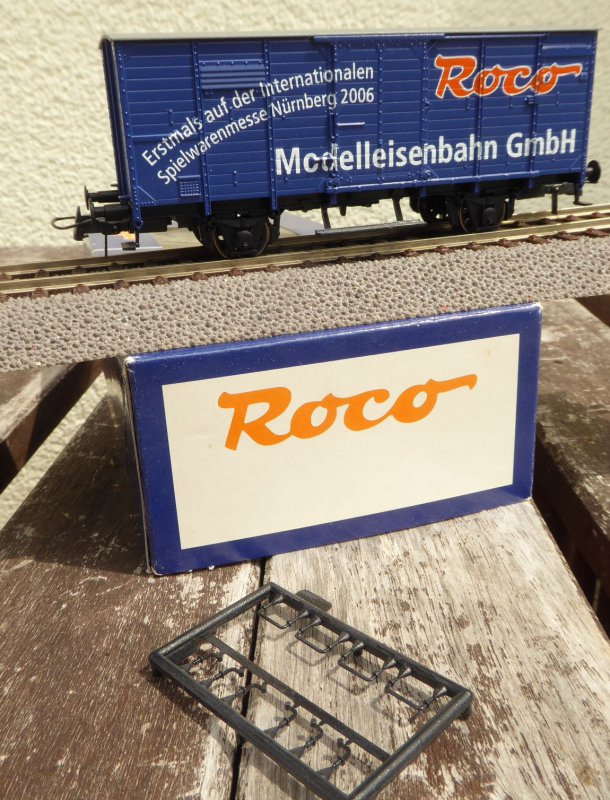 Erstmals auf der Internationalen
Spielwarenmesse Nürnberg 2006
Roco
Modelleisenbahn GmbH
Roco